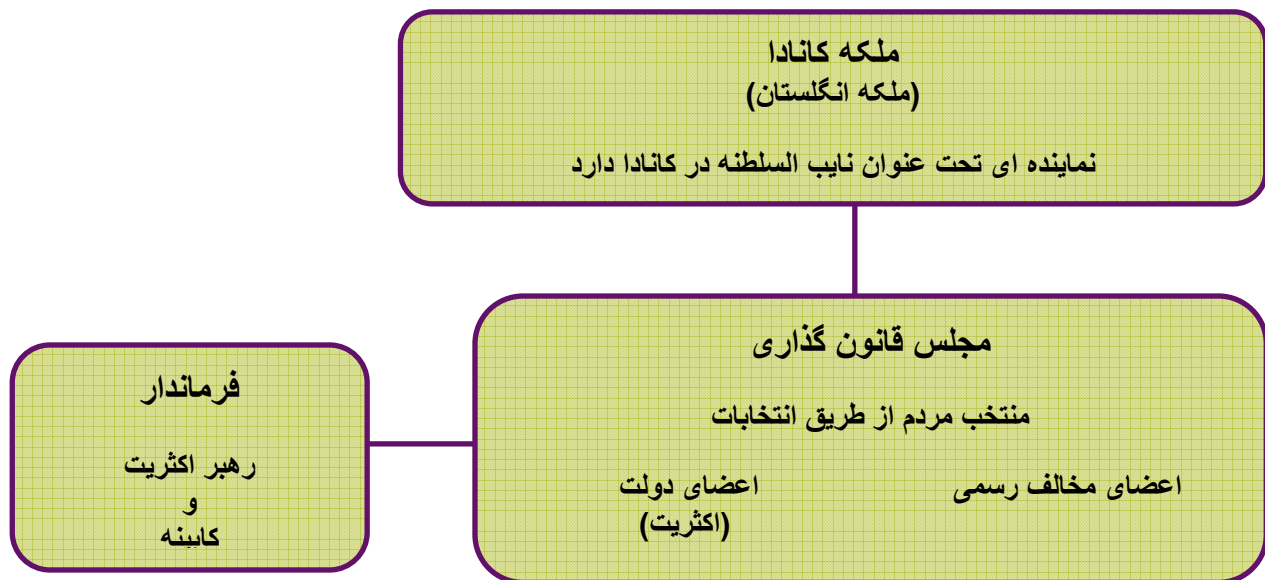 ملکه کانادا
(ملکه انگلستان)
نماینده ای تحت عنوان نایب السلطنه در کانادا دارد
مجلس قانون گذاری
منتخب مردم از طریق انتخابات
اعضای مخالف رسمی
اعضای دولت
(اکثریت)
فرماندار
رهبر اکثریت
و
کابینه